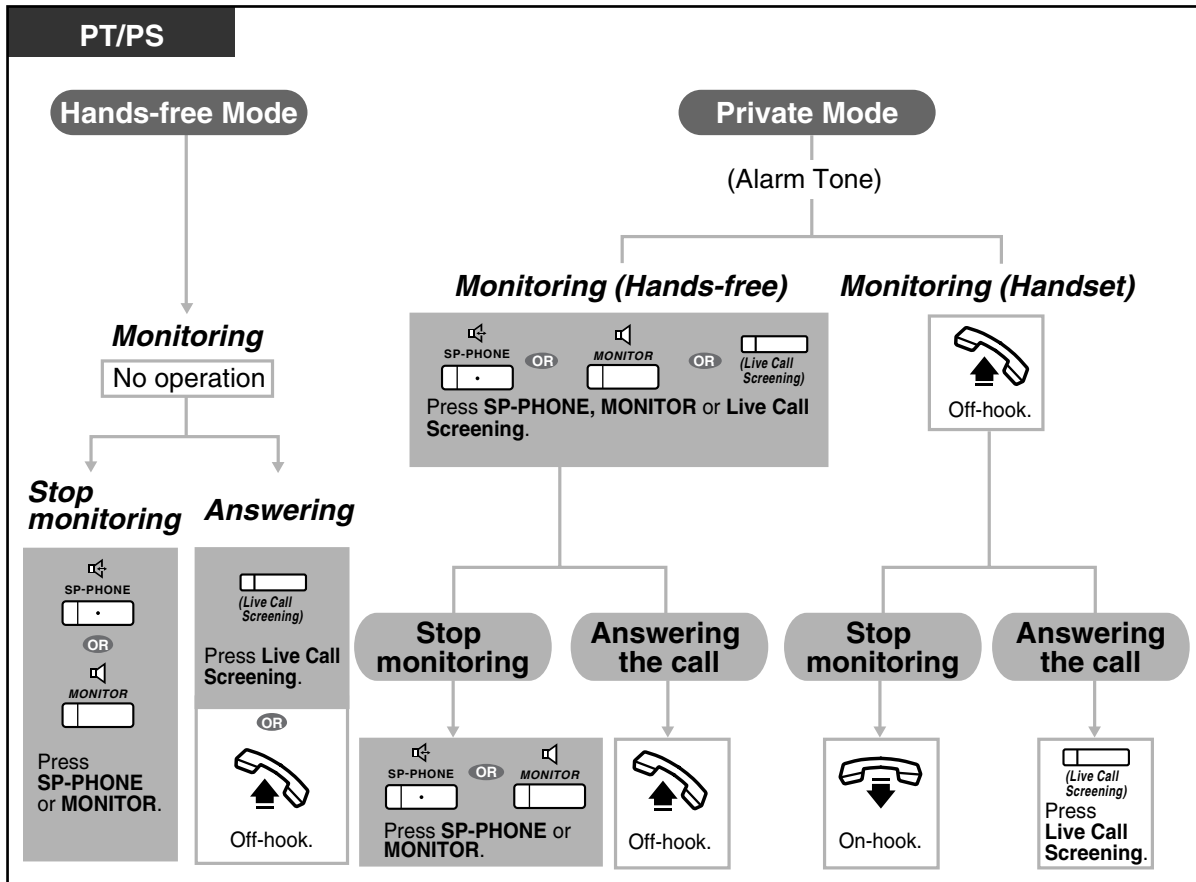 PT/PS
Hands-free Mode
Monitoring
No operation
Stop
monitoring
SP-PHONE
OR
MONITOR
Press
SP-PHONE
or MONITOR.
Answering
(Live Call
Screening)
Press Live Call
Screening.
OR
Off-hook.
Private Mode
(Alarm Tone)
Monitoring (Hands-free)
SP-PHONE
OR
MONITOR
OR
(Live Call
Screening)
Press SP-PHONE, MONITOR or Live Call
Screening.
Stop
monitoring
SP-PHONE
OR
MONITOR
Press SP-PHONE or
MONITOR.
Answering
the call
Off-hook.
Monitoring (Handset)
Off-hook.
Stop
monitoring
On-hook.
Answering
the call
(Live Call
Screening)
Press
Live Call
Screening.